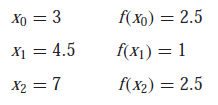 x₀ = 3 f(x₀) = 2.5
x₁ = 4.5 f(x₁) = 1
x₂ = 7 f(x₂) = 2.5